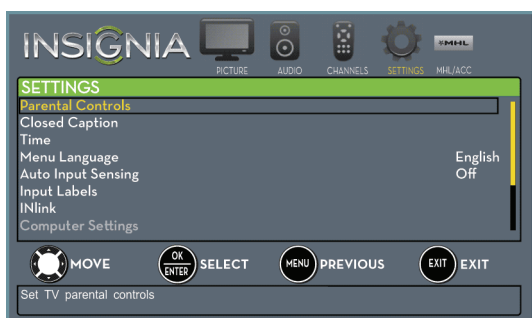 INSIGNIA
PICTURE AUDIO CHANNELS SETTINGS MHL/ACC
MHL
SETTINGS
Parental Controls
Closed Caption
Time
Menu Language English
Auto Input Sensing Off
Input Labels
INlink
Computer Settings
MOVE OK ENTER SELECT MENU PREVIOUS EXIT EXIT
Set TV parental controls